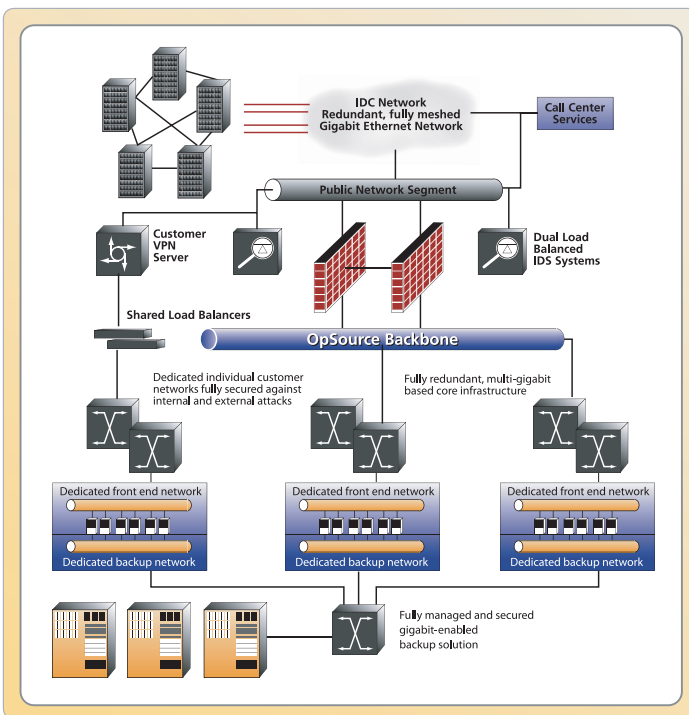 IDC Network
Redundant, fully meshed
Gigabit Ethernet Network
Call Center
Services
Public Network Segment
Customer
VPN
Server
Dual Load
Balanced
IDS Systems
Shared Load Balancers
OpSource Backbone
Dedicated individual customer
networks fully secured against
internal and external attacks
Fully redundant, multi-gigabit
based core infrastructure
Dedicated front end network
Dedicated backup network
Dedicated front end network
Dedicated backup network
Dedicated front end network
Dedicated backup network
Fully managed and secured
gigabit-enabled
backup solution